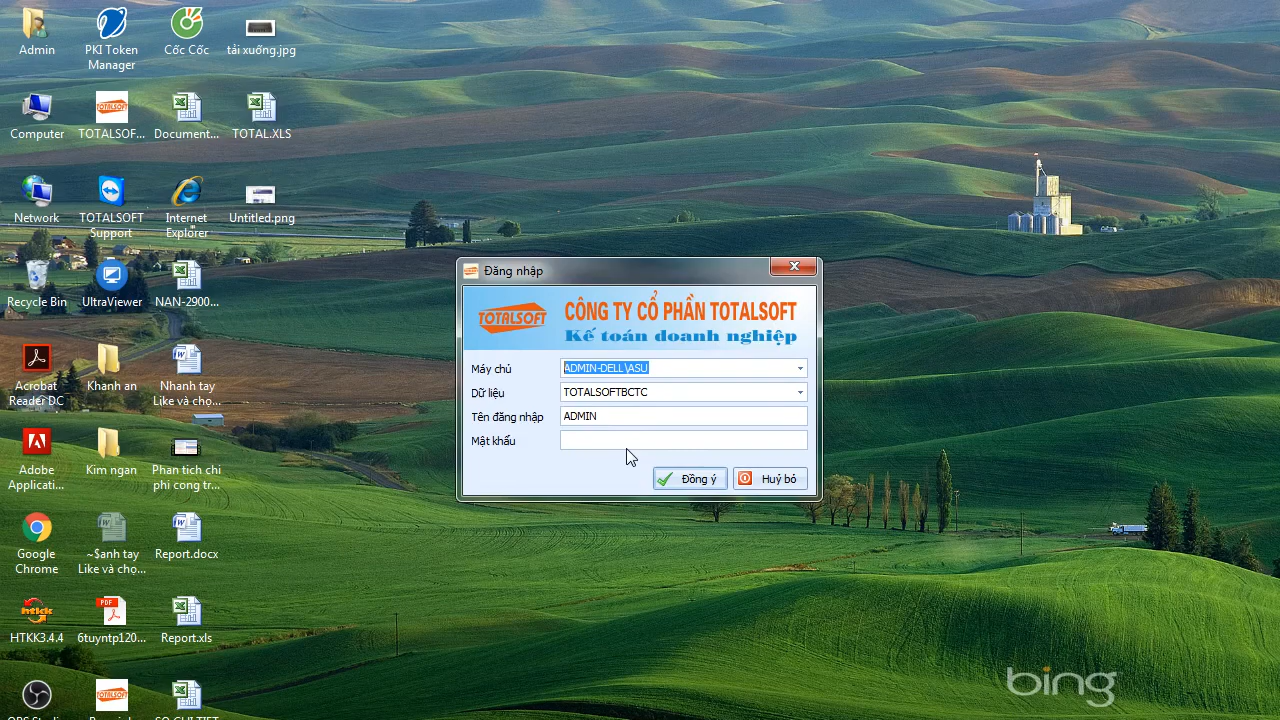 Admin
PKI Token
Manager
Cốc Cốc
tải xuống.jpg
Computer
TOTALSOFT
TOTALSOF...
Document...
TOTAL.XLS
Network
TOTALSOFT
Support
Internet
Explorer
Untitled.png
Recycle Bin
UltraViewer
NAN-2900...
Acrobat
Reader DC
Khanh an
Nhanh tay
Like và chọ...
Adobe
Applicati...
Kim ngan
Phan tich chi
phi cong tr...
Google
Chrome
~$anh tay
Like và chọ...
Report.docx
htkk
HTKK3.4.4
PDF
6tuyntp120...
Report.xls
TOTALSOFT
Đăng nhập
TOTALSOFT
CÔNG TY CỔ PHẦN TOTALSOFT
Kế toán doanh nghiệp
Máy chủ
ADMIN-DELL\ASU
Dữ liệu
TOTALSOFTBCTC
Tên đăng nhập
ADMIN
Mật khẩu
Đồng ý
Huỷ bỏ
bing